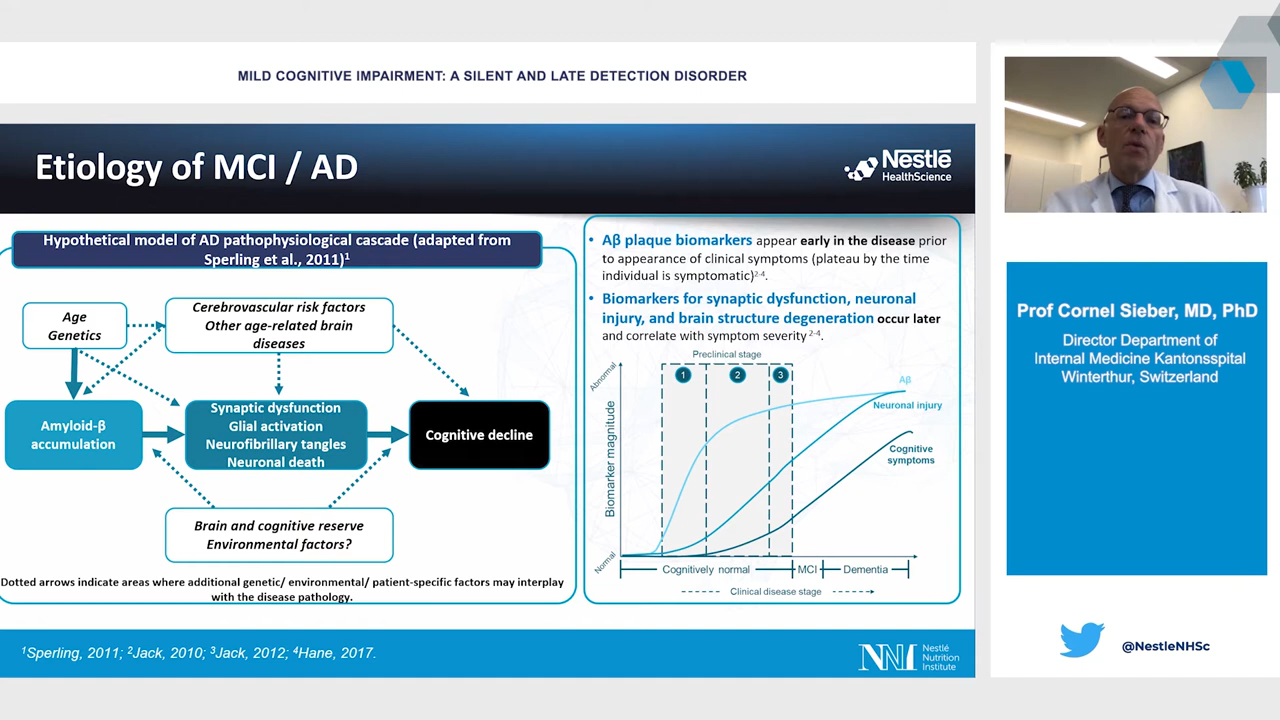 MILD COGNITIVE IMPAIRMENT: A SILENT AND LATE DETECTION DISORDER
Etiology of MCI / AD
Nestlé
HealthScience
Hypothetical model of AD pathophysiological cascade (adapted from
Sperling et al., 2011)¹
Age
Genetics
Cerebrovascular risk factors
Other age-related brain
diseases
Amyloid-β
accumulation
Synaptic dysfunction
Glial activation
Neurofibrillary tangles
Neuronal death
Cognitive decline
Brain and cognitive reserve
Environmental factors?
Dotted arrows indicate areas where additional genetic/ environmental/ patient-specific factors may interplay
with the disease pathology.
• Aβ plaque biomarkers appear early in the disease prior
to appearance of clinical symptoms (plateau by the time
individual is symptomatic)²⁻⁴.
• Biomarkers for synaptic dysfunction, neuronal
injury, and brain structure degeneration occur later
and correlate with symptom severity ²⁻⁴.
Preclinical stage
1 2 3
Abnormal
Aβ
Neuronal injury
Biomarker magnitude
Cognitive
symptoms
Normal
Cognitively normal MCI Dementia
Clinical disease stage
¹Sperling, 2011; ²Jack, 2010; ³Jack, 2012; ⁴Hane, 2017.
NNI
Nestlé
Nutrition
Institute
Prof Cornel Sieber, MD, PhD
Director Department of
Internal Medicine Kantonsspital
Winterthur, Switzerland
@NestleNHSc